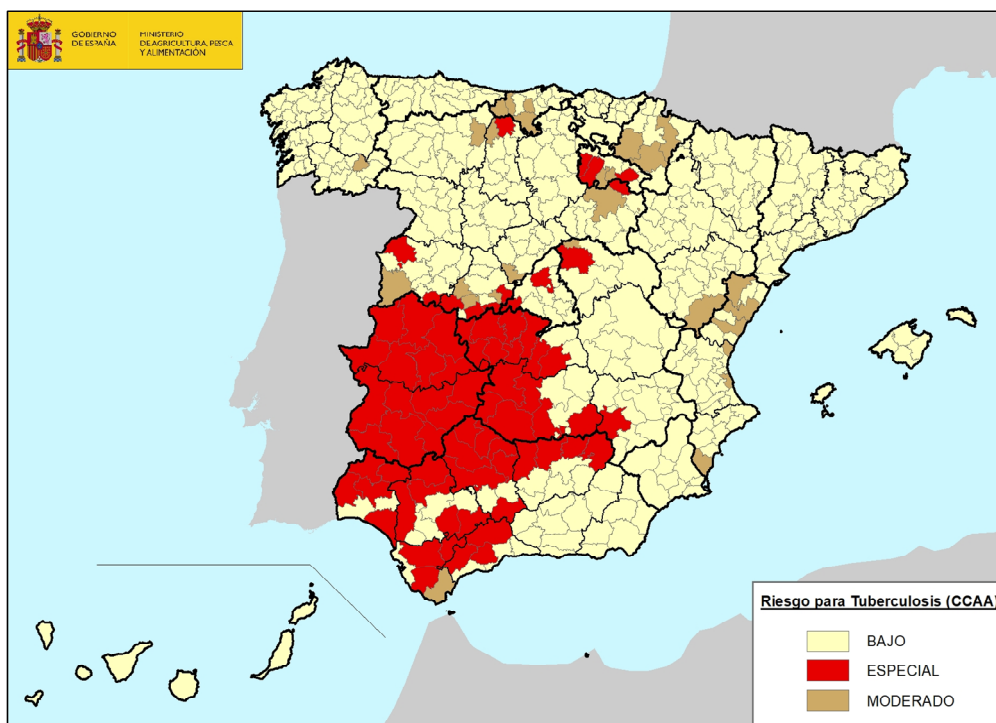 GOBIERNO
DE ESPAÑA
MINISTERIO
DE AGRICULTURA, PESCA
Y ALIMENTACIÓN
Riesgo para Tuberculosis (CCAA)
BAJO
ESPECIAL
MODERADO